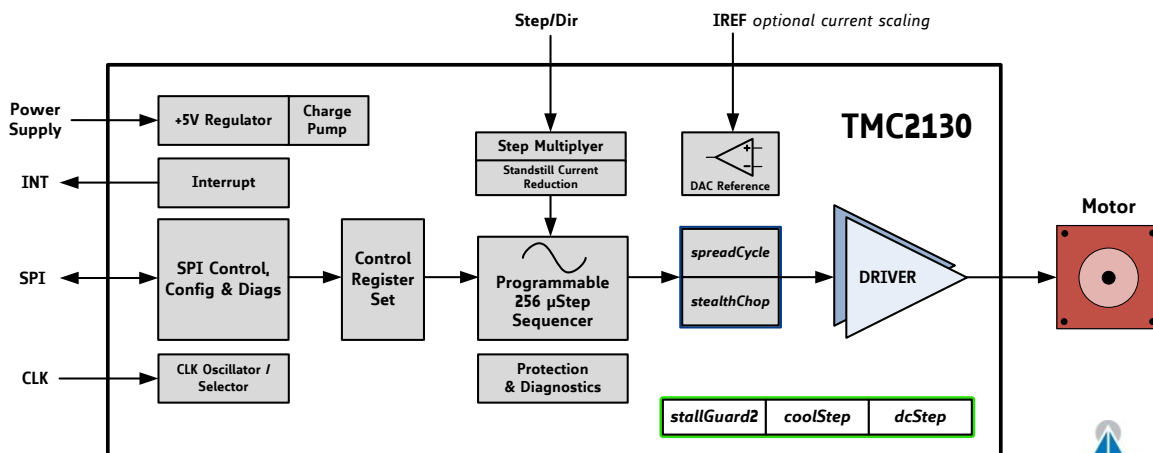 Step/Dir
IREF optional current scaling
Power
Supply
+5V Regulator
Charge
Pump
TMC2130
Step Multiplyer
Standstill Current
Reduction
+
−
DAC Reference
INT
Interrupt
Motor
SPI
SPI Control,
Config & Diags
Control
Register
Set
Programmable
256 µStep
Sequencer
spreadCycle
stealthChop
DRIVER
CLK
CLK Oscillator /
Selector
Protection
& Diagnostics
stallGuard2
coolStep
dcStep